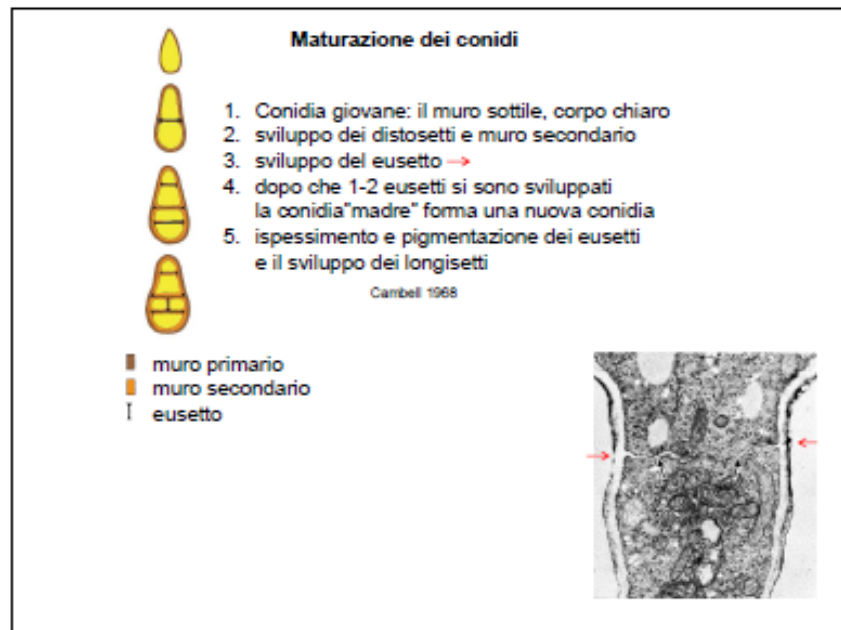 Maturazione dei conidi
1. Conidia giovane: il muro sottile, corpo chiaro
2. sviluppo dei distosetti e muro secondario
3. sviluppo del eusetto →
4. dopo che 1-2 eusetti si sono sviluppati
la conidia"madre" forma una nuova conidia
5. ispessimento e pigmentazione dei eusetti
e il sviluppo dei longisetti
Cambell 1968
muro primario
muro secondario
eusetto